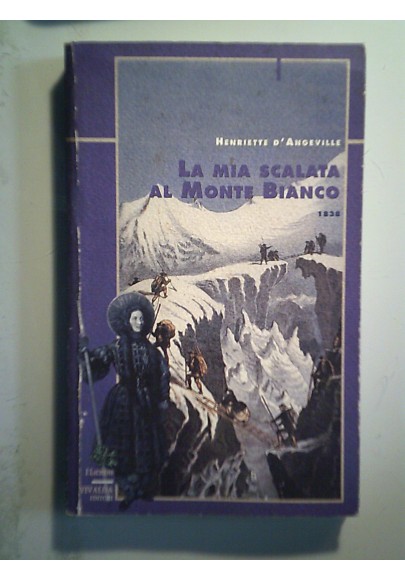 HENRIETTE D'ANGEVILLE
LA MIA SCALATA
AL MONTE BIANCO
1838